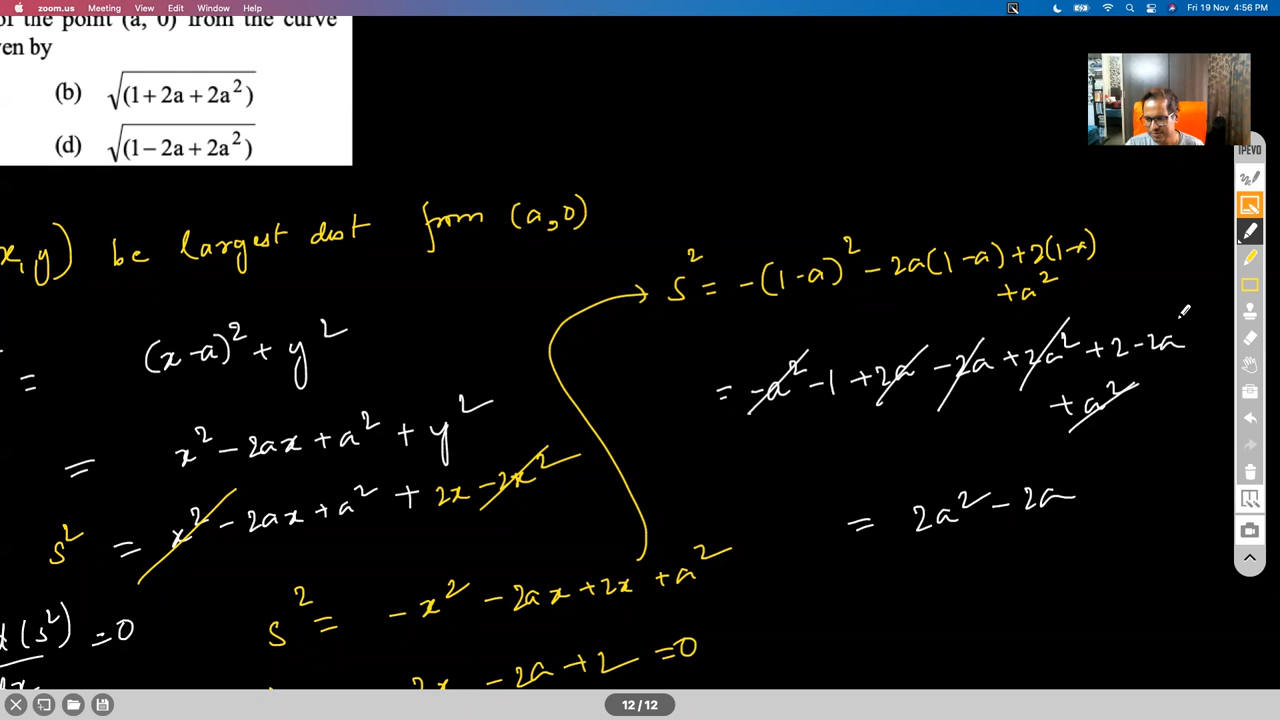 zoom.us Meeting View Edit Window Help Fri 19 Nov 4:56 PM
of the point (a, 0) from the curve
en by
(b) √(1+2a+2a²)
(d) √(1−2a+2a²)
IPEVO
x, y) be largest dist from (a, 0)
= (x-a)² + y²
= x² - 2ax + a² + y²
s² = x² - 2ax + a² + 2x - 2x²
s² = -x² - 2ax + 2x + a²
(s²) = 0
2x - 2a + 2 = 0
s² = -(1-a)² - 2a(1-a) + 2(1-a)
+a²
= -a² - 1 + 2a - 2a + 2a² + 2 - 2a
+ a²
= 2a² - 2a
12 / 12